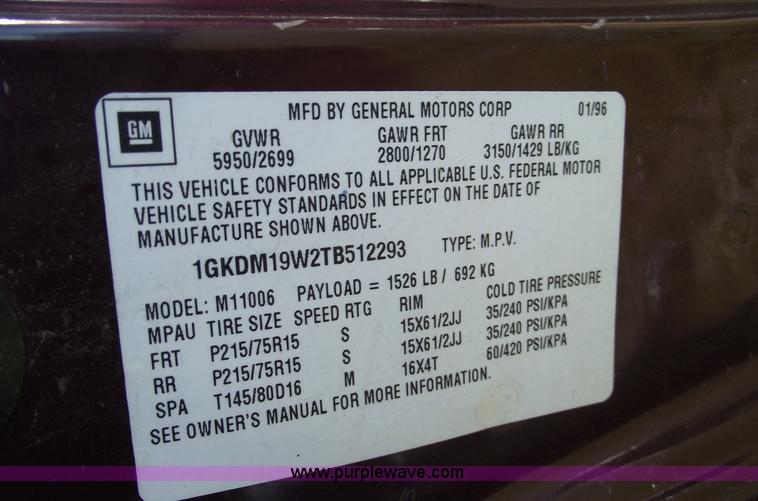 GM
MFD BY GENERAL MOTORS CORP 01/96
GVWR GAWR FRT GAWR RR
5950/2699 2800/1270 3150/1429 LB/KG
THIS VEHICLE CONFORMS TO ALL APPLICABLE U.S. FEDERAL MOTOR
VEHICLE SAFETY STANDARDS IN EFFECT ON THE DATE OF
MANUFACTURE SHOWN ABOVE.
1GKDM19W2TB512293 TYPE: M.P.V.
MODEL: M11006 PAYLOAD = 1526 LB / 692 KG
MPAU TIRE SIZE SPEED RTG RIM COLD TIRE PRESSURE
FRT P215/75R15 S 15X61/2JJ 35/240 PSI/KPA
RR P215/75R15 S 15X61/2JJ 35/240 PSI/KPA
SPA T145/80D16 M 16X4T 60/420 PSI/KPA
SEE OWNER'S MANUAL FOR MORE INFORMATION.
www.purplewave.com